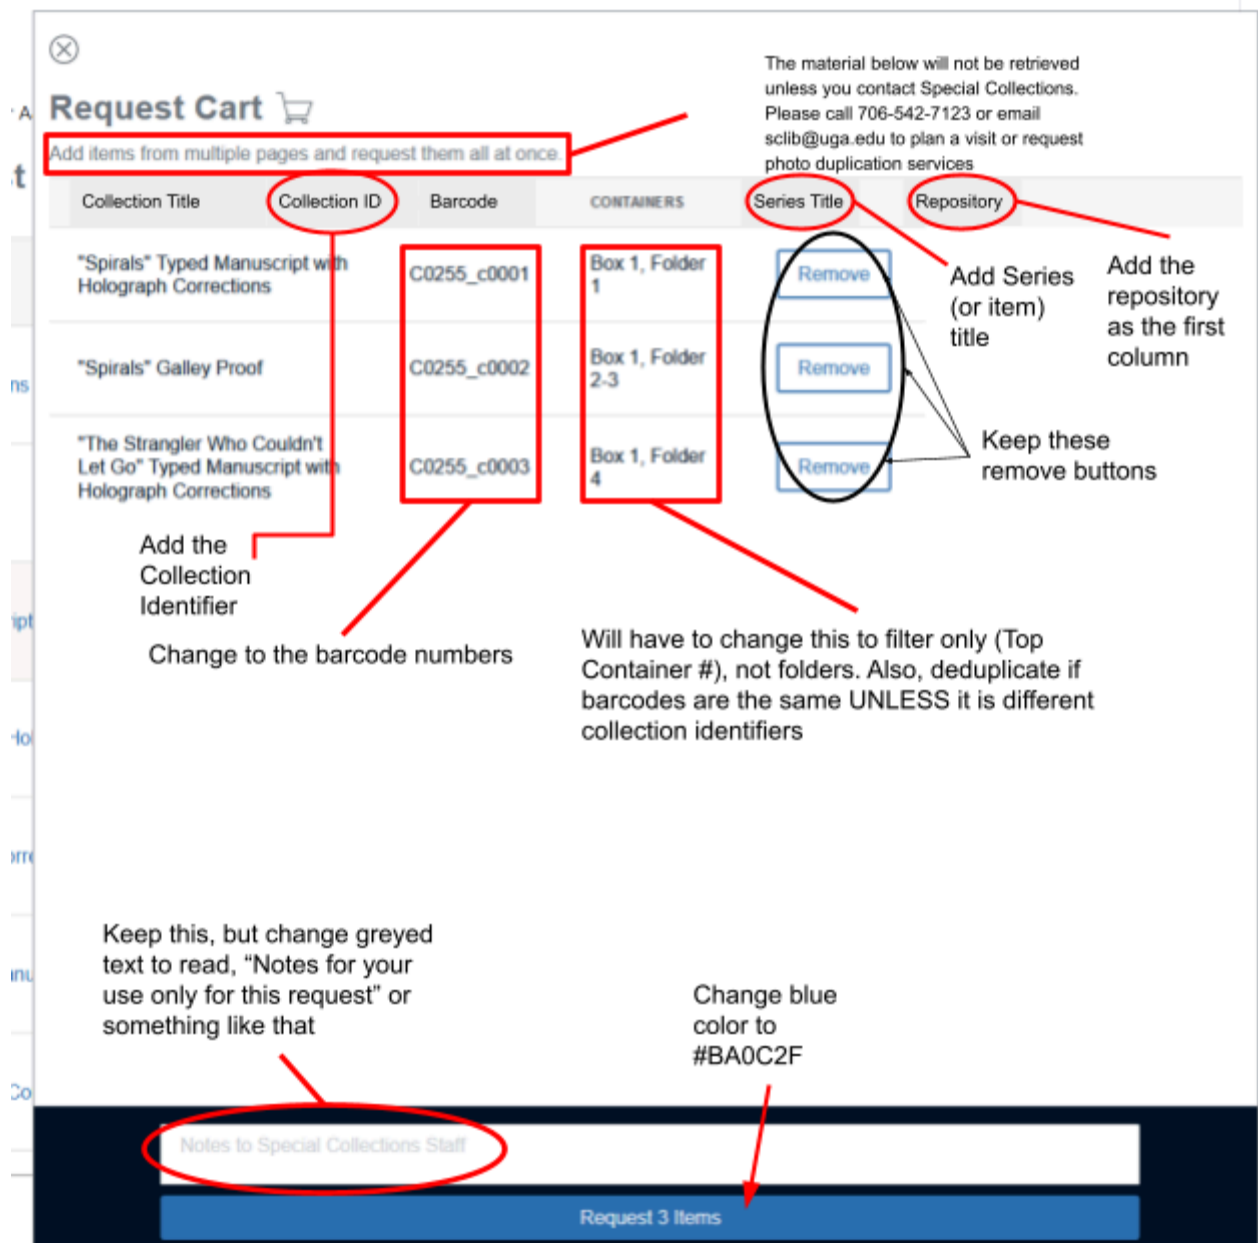 The material below will not be retrieved
unless you contact Special Collections.
Please call 706-542-7123 or email
sclib@uga.edu to plan a visit or request
photo duplication services
A
Request Cart
Add items from multiple pages and request them all at once.
st
Collection Title Collection ID Barcode CONTAINERS Series Title Repository
"Spirals" Typed Manuscript with
Holograph Corrections
C0255_c0001
Box 1, Folder
1
Remove
Add Series
(or item)
title
Add the
repository
as the first
column
ns
"Spirals" Galley Proof
C0255_c0002
Box 1, Folder
2-3
Remove
"The Strangler Who Couldn't
Let Go" Typed Manuscript with
Holograph Corrections
C0255_c0003
Box 1, Folder
4
Remove
Keep these
remove buttons
Add the
Collection
Identifier
ipt
Change to the barcode numbers
Will have to change this to filter only (Top
Container #), not folders. Also, deduplicate if
barcodes are the same UNLESS it is different
collection identifiers
Hol
orre
Keep this, but change greyed
text to read, “Notes for your
use only for this request” or
something like that
anu
Change blue
color to
#BA0C2F
Co
Notes to Special Collections Staff
Request 3 Items